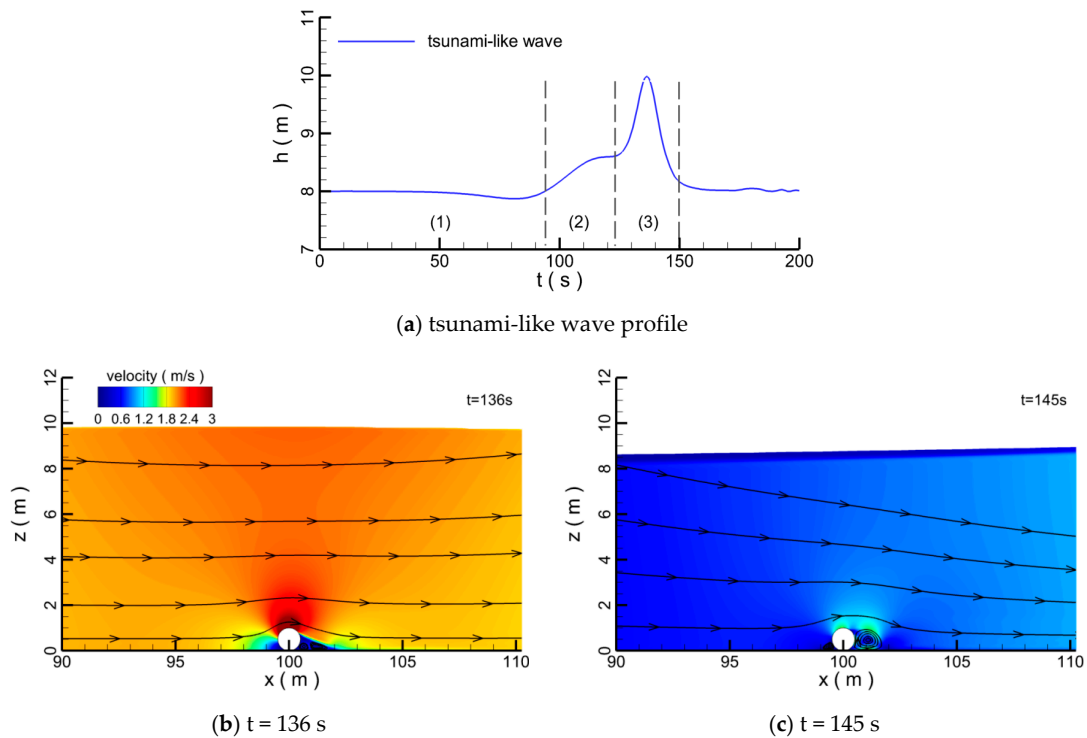 11
10
9
8
7
h ( m )
tsunami-like wave
(1)
(2)
(3)
0
50
100
150
200
t ( s )
(a) tsunami-like wave profile
velocity ( m/s )
0 0.6 1.2 1.8 2.4 3
t=136s
12
10
8
6
4
2
0
z ( m )
90
95
100
105
110
x ( m )
(b) t = 136 s
t=145s
12
10
8
6
4
2
0
z ( m )
90
95
100
105
110
x ( m )
(c) t = 145 s